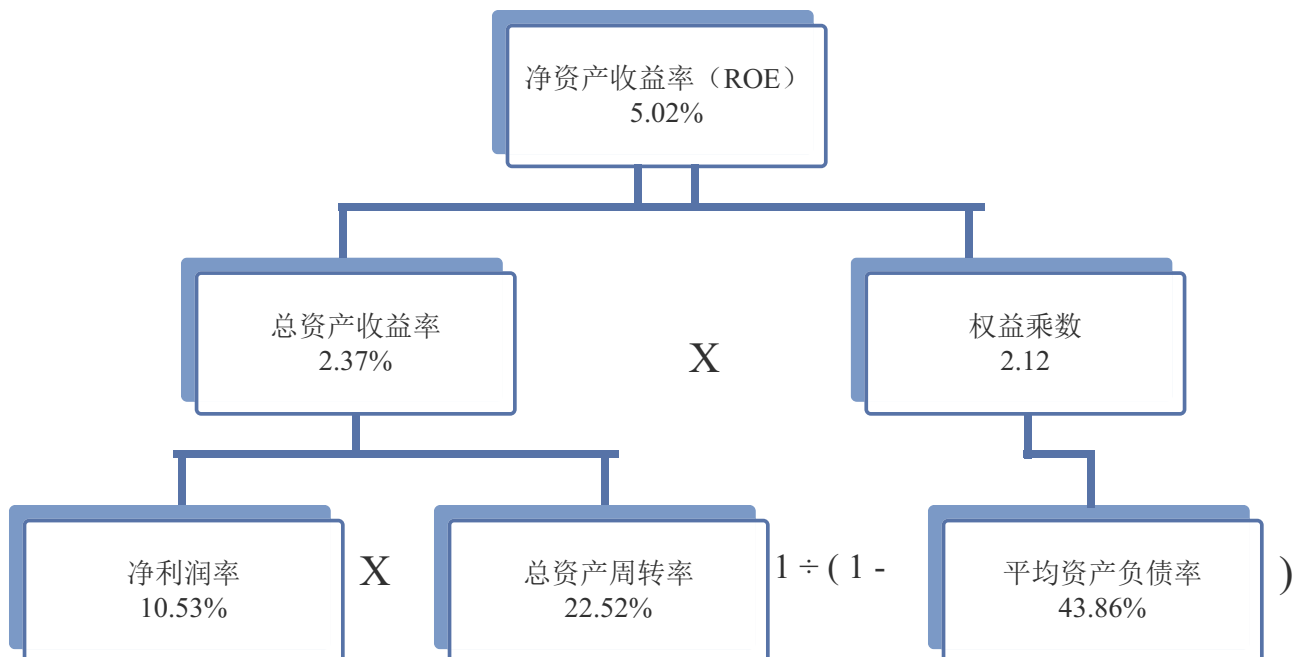 净资产收益率（ROE）
5.02%
总资产收益率
2.37%
X
权益乘数
2.12
净利润率
10.53%
X
总资产周转率
22.52%
1 ÷ ( 1 -
平均资产负债率
43.86%
)